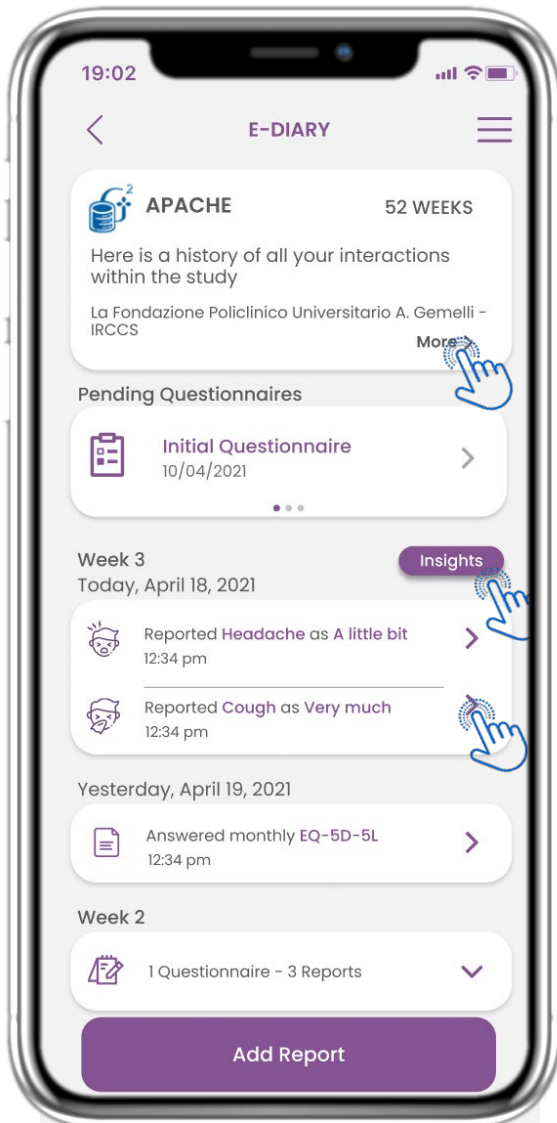 19:02
E-DIARY
2
APACHE
52 WEEKS
Here is a history of all your interactions
within the study
La Fondazione Policlinico Universitario A. Gemelli -
IRCCS
More
Pending Questionnaires
Initial Questionnaire
10/04/2021
Week 3
Insights
Today, April 18, 2021
Reported Headache as A little bit
12:34 pm
Reported Cough as Very much
12:34 pm
Yesterday, April 19, 2021
Answered monthly EQ-5D-5L
12:34 pm
Week 2
1 Questionnaire - 3 Reports
Add Report